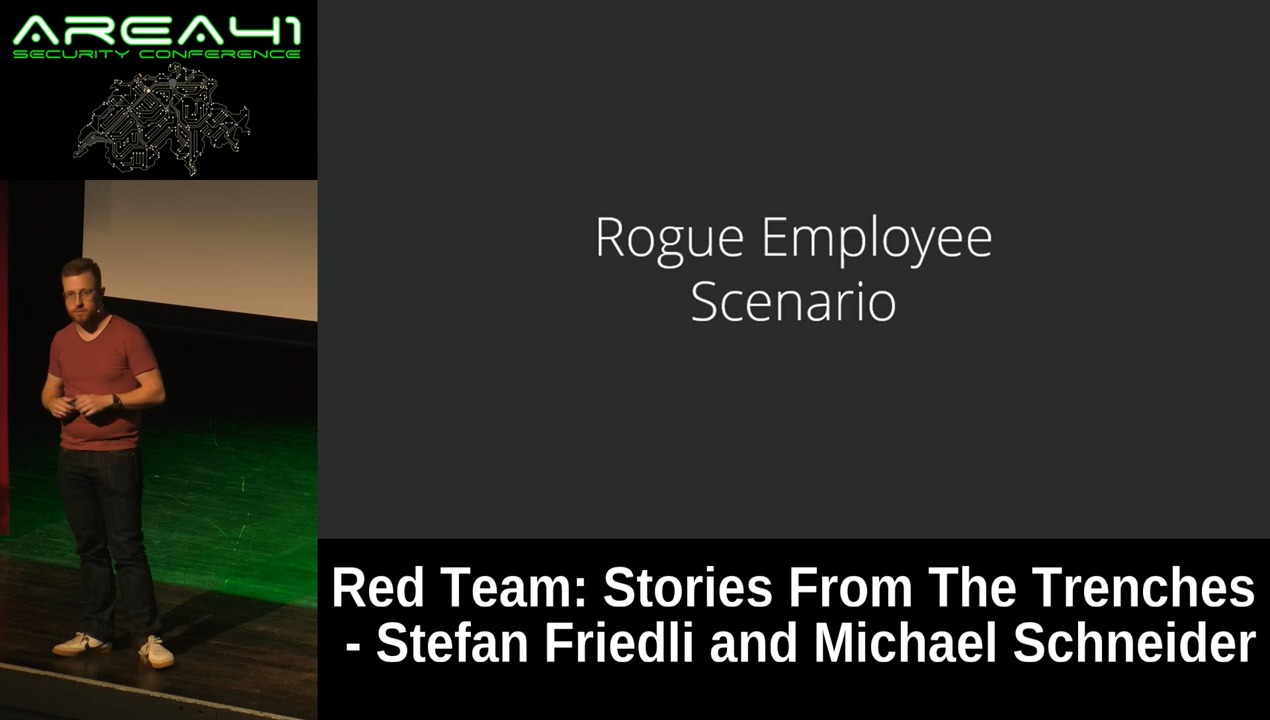 AREA41
SECURITY CONFERENCE
Rogue Employee
Scenario
Red Team: Stories From The Trenches
- Stefan Friedli and Michael Schneider